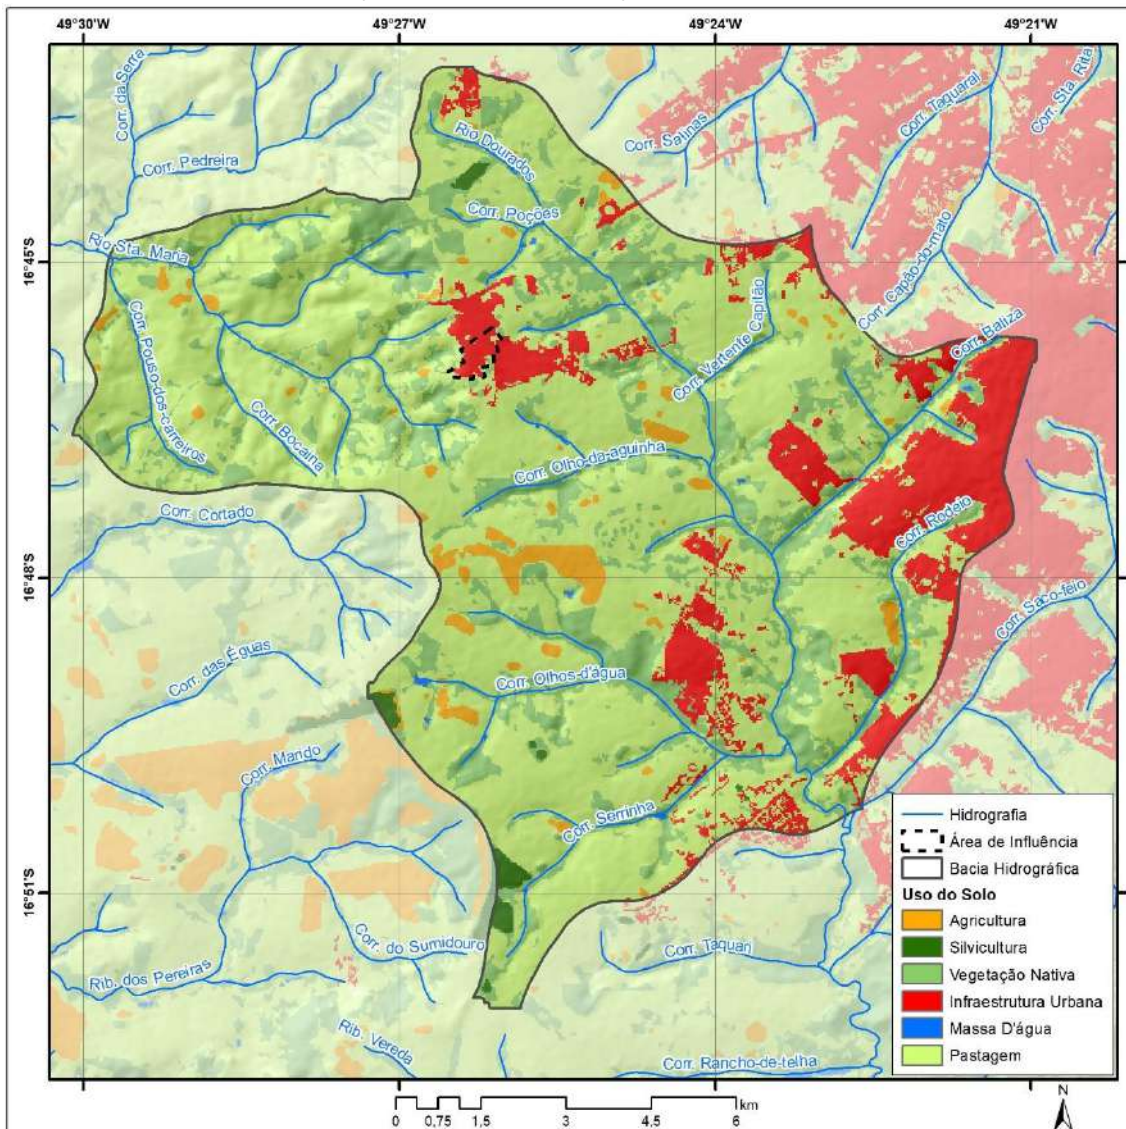 49°30'W
49°27'W
49°24'W
49°21'W
Corr. da Serra
Corr. Pedreira
Rio Dourados
Corr. Salinas
Corr. Taquaral
Corr. Sta. Rita
Corr. Poções
Rio Sta. Maria
Corr. Capão-do-mato
16°45'S
Corr. Vertente Capitão
Corr. Baliza
Corr. Pouso-dos-carreiros
Corr. Bocaina
Corr. Olho-da-aguinha
Corr. Cortado
Corr. Rodeio
16°48'S
Corr. Saco-feio
Corr. das Éguas
Corr. Olhos-d'água
Corr. Mando
Corr. Serrinha
16°51'S
Corr. do Sumidouro
Corr. Taquari
Rib. dos Pereiras
Rib. Vereda
Corr. Rancho-de-telha
Hidrografia
Área de Influência
Bacia Hidrográfica
Uso do Solo
Agricultura
Silvicultura
Vegetação Nativa
Infraestrutura Urbana
Massa D'água
Pastagem
km
0 0,75 1,5 3 4,5 6
N